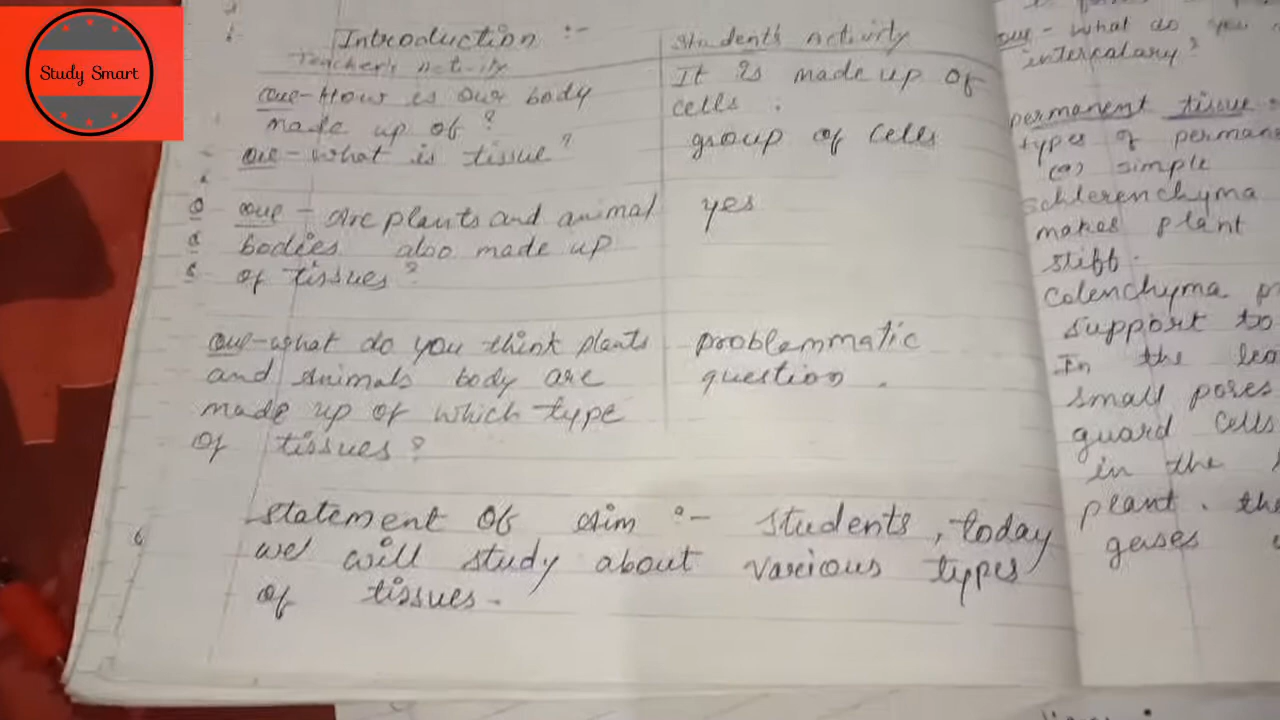 Study Smart
Introduction :-
Teacher's Activity
Students Activity
Que-How is our body
made up of?
It is made up of
cells.
Que-what is tissue?
group of cells
Que - Are plants and animal
bodies also made up
of tissues?
yes
Que-what do you think plants
and animals body are
made up of which type
of tissues?
problemmatic
question.
statement of Aim :- students, today
we will study about various types
of tissues.
Que- what do you
intercalary?
permanent tissue
types of
(a) simple
schlerenchyma
makes plant
stiff.
Colenchyma
support to
In the
small pores
guard cells
in the
plant. the
geses